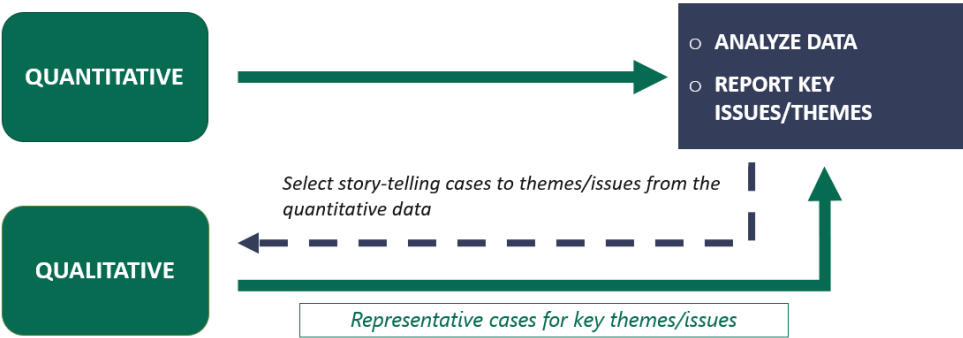 QUANTITATIVE
o ANALYZE DATA
o REPORT KEY
ISSUES/THEMES
Select story-telling cases to themes/issues from the
quantitative data
QUALITATIVE
Representative cases for key themes/issues